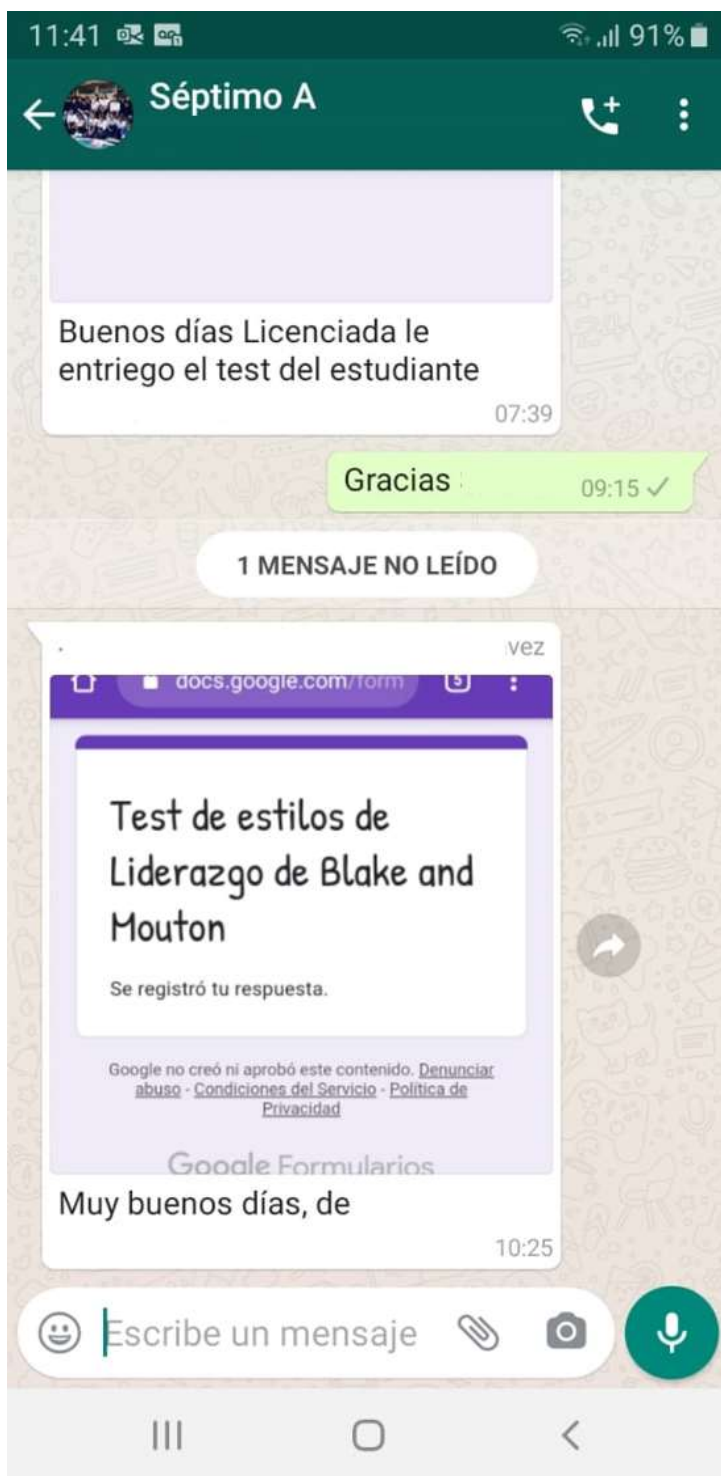 11:41 91%
Séptimo A
Buenos días Licenciada le
entriego el test del estudiante
07:39
Gracias
09:15
1 MENSAJE NO LEÍDO
vez
docs.google.com/form 5
Test de estilos de
Liderazgo de Blake and
Mouton
Se registró tu respuesta.
Google no creó ni aprobó este contenido. Denunciar
abuso - Condiciones del Servicio - Política de
Privacidad
Google Formularios
Muy buenos días, de
10:25
Escribe un mensaje